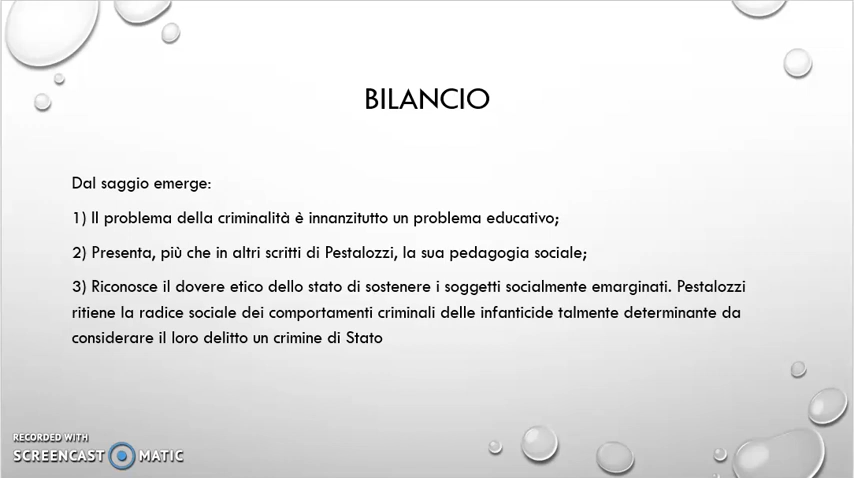 BILANCIO
Dal saggio emerge:
1) Il problema della criminalità è innanzitutto un problema educativo;
2) Presenta, più che in altri scritti di Pestalozzi, la sua pedagogia sociale;
3) Riconosce il dovere etico dello stato di sostenere i soggetti socialmente emarginati. Pestalozzi
ritiene la radice sociale dei comportamenti criminali delle infanticide talmente determinante da
considerare il loro delitto un crimine di Stato
RECORDED WITH
SCREENCAST MATIC